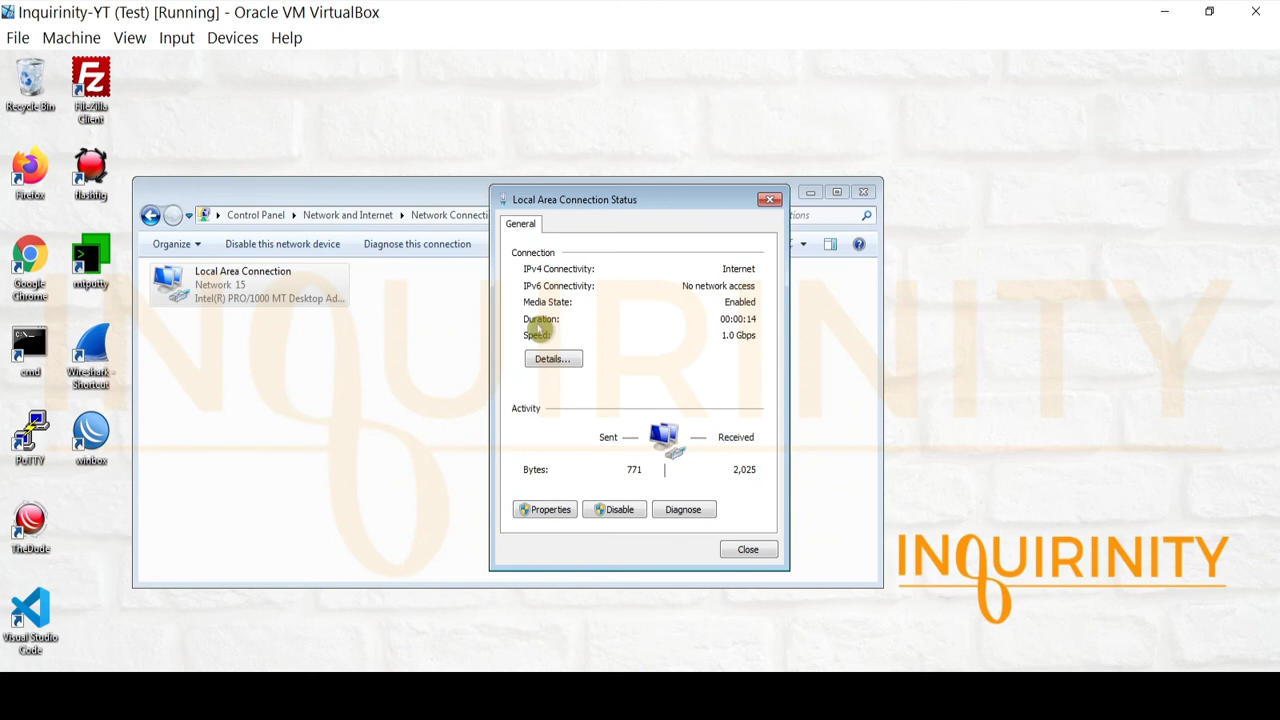 Inquirinity-YT (Test) [Running] - Oracle VM VirtualBox
File Machine View Input Devices Help
Recycle Bin
FileZilla Client
Firefox
flashfig
Google Chrome
mtputty
cmd
Wireshark - Shortcut
PuTTY
winbox
TheDude
Visual Studio Code
Control Panel Network and Internet Network Connecti
Organize Disable this network device Diagnose this connection
Local Area Connection
Network 15
Intel(R) PRO/1000 MT Desktop Ad...
Local Area Connection Status
General
Connection
IPv4 Connectivity: Internet
IPv6 Connectivity: No network access
Media State: Enabled
Duration: 00:00:14
Speed: 1.0 Gbps
Details...
Activity
Sent Received
Bytes: 771 2,025
Properties Disable Diagnose
Close
INQUIRINITY
INQUIRINITY